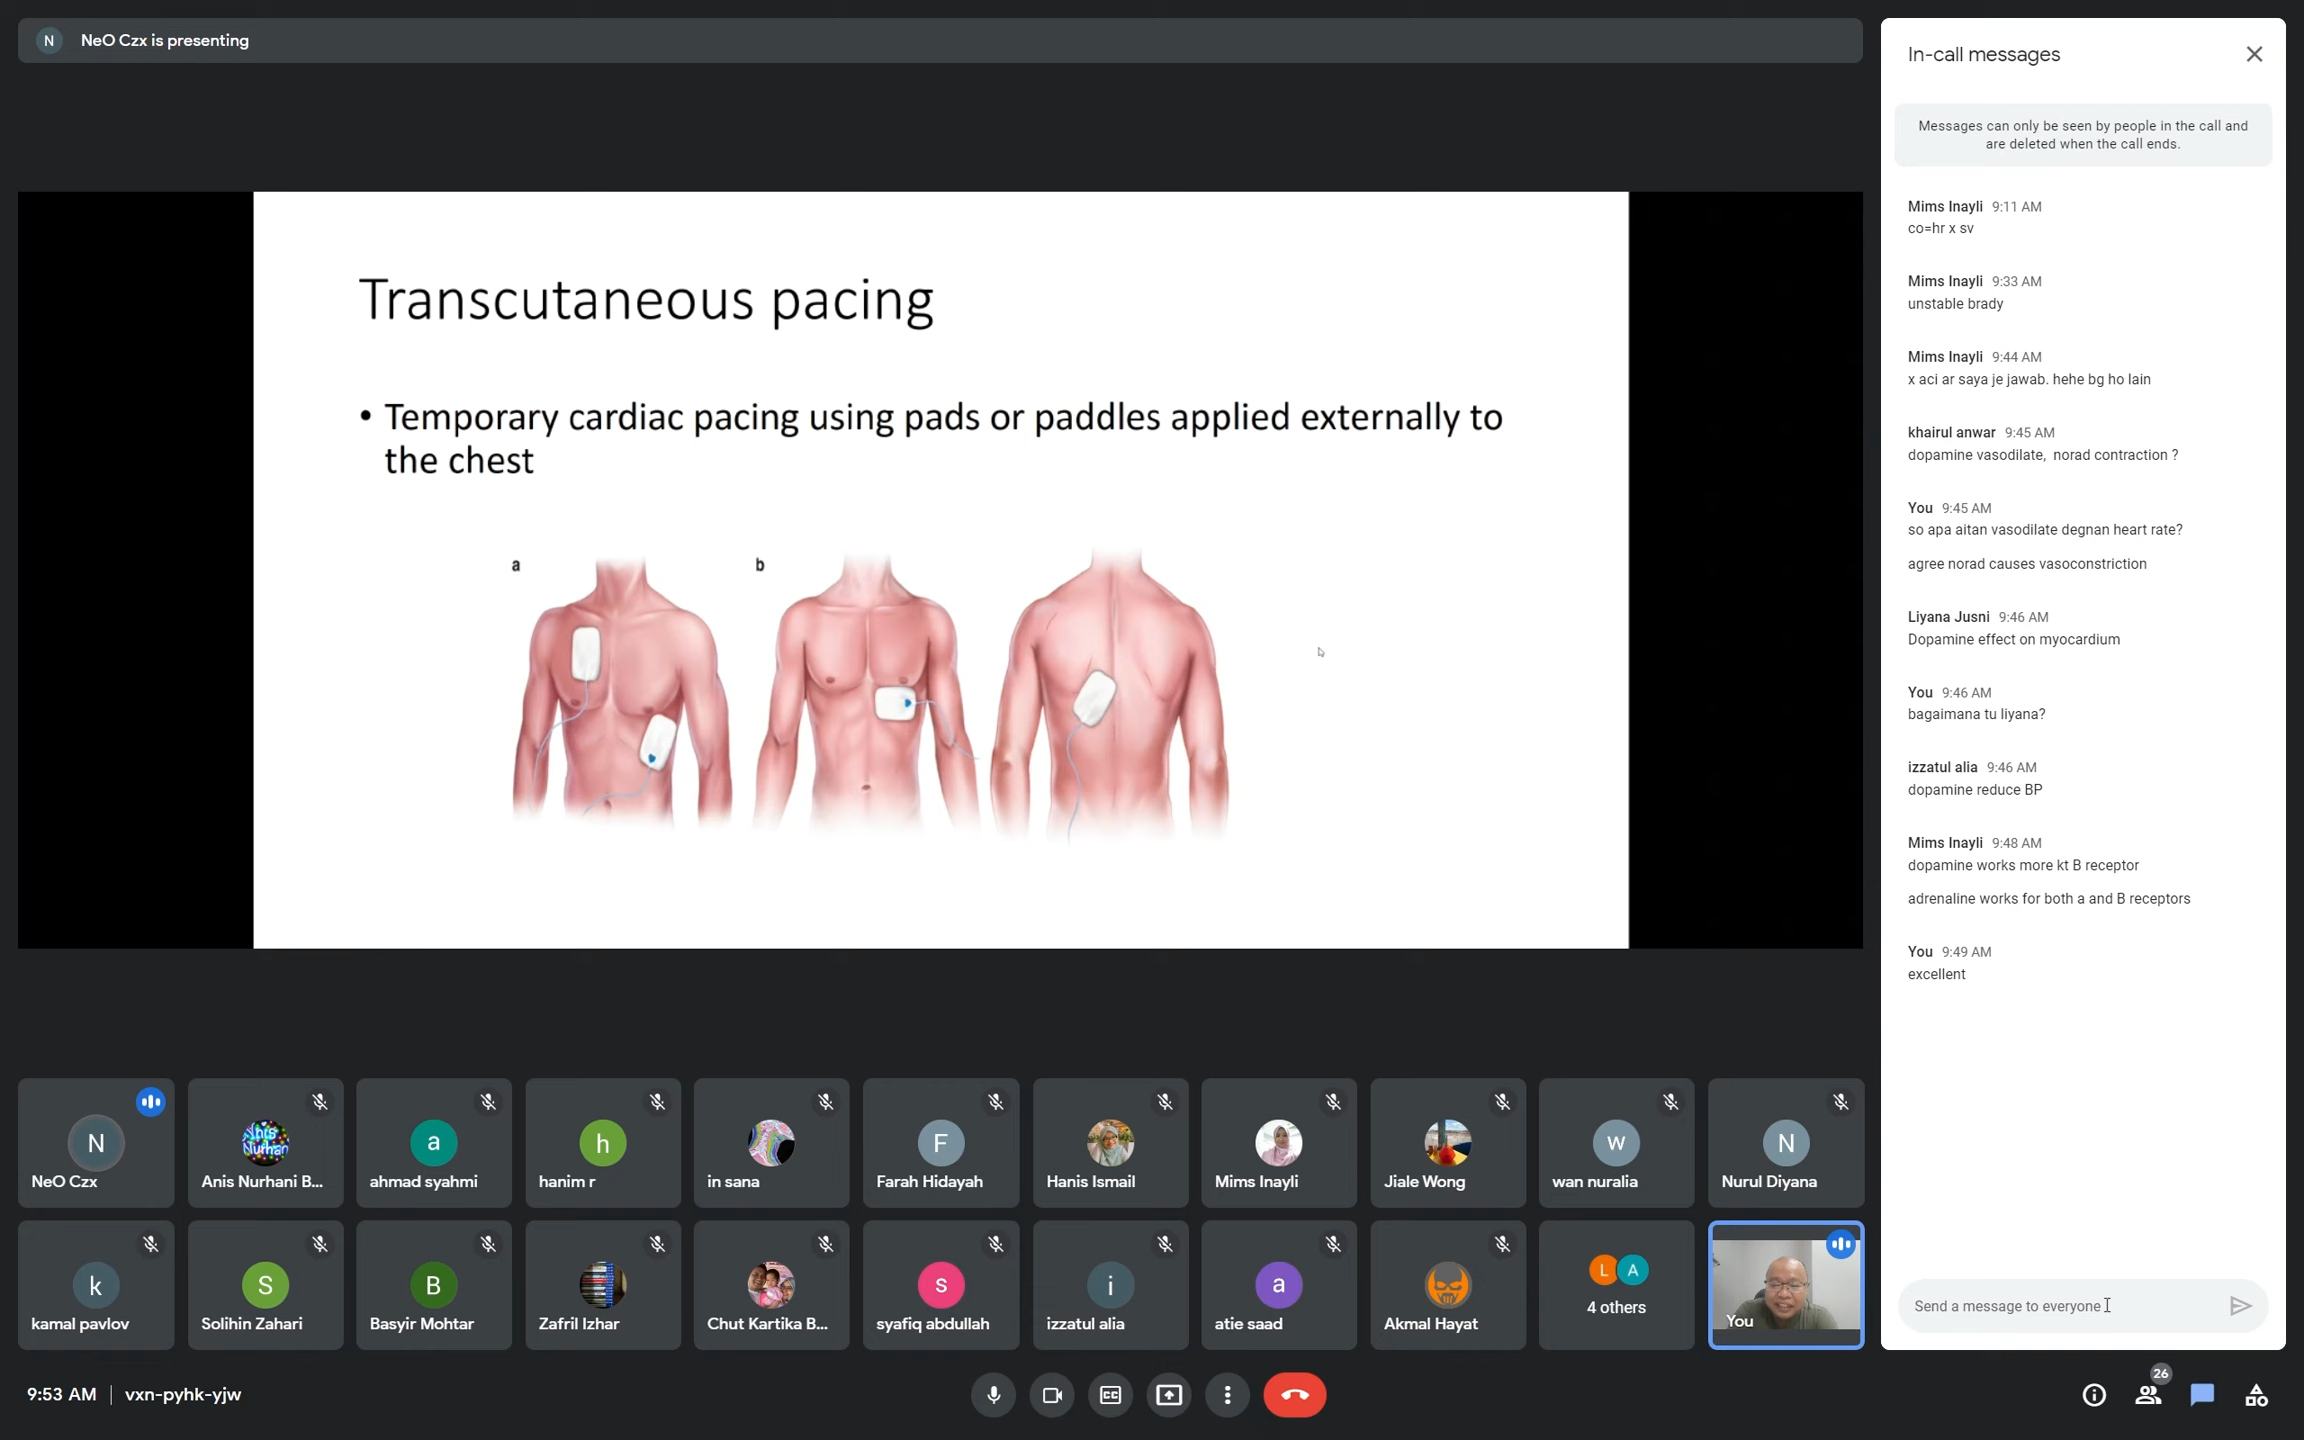 N
NeO Czx is presenting
Transcutaneous pacing
• Temporary cardiac pacing using pads or paddles applied externally to
the chest
a
b
N
NeO Czx
Ynis
Nurhan
Anis Nurhani B...
a
ahmad syahmi
h
hanim r
in sana
F
Farah Hidayah
Hanis Ismail
Mims Inayli
Jiale Wong
w
wan nuralia
N
Nurul Diyana
k
kamal pavlov
S
Solihin Zahari
B
Basyir Mohtar
Zafril Izhar
Chut Kartika B...
s
syafiq abdullah
i
izzatul alia
a
atie saad
Akmal Hayat
L A
4 others
You
9:53 AM | vxn-pyhk-yjw
CC
In-call messages
Messages can only be seen by people in the call and
are deleted when the call ends.
Mims Inayli 9:11 AM
co=hr x sv
Mims Inayli 9:33 AM
unstable brady
Mims Inayli 9:44 AM
x aci ar saya je jawab. hehe bg ho lain
khairul anwar 9:45 AM
dopamine vasodilate, norad contraction ?
You 9:45 AM
so apa aitan vasodilate degnan heart rate?
agree norad causes vasoconstriction
Liyana Jusni 9:46 AM
Dopamine effect on myocardium
You 9:46 AM
bagaimana tu liyana?
izzatul alia 9:46 AM
dopamine reduce BP
Mims Inayli 9:48 AM
dopamine works more kt B receptor
adrenaline works for both a and B receptors
You 9:49 AM
excellent
Send a message to everyone
26